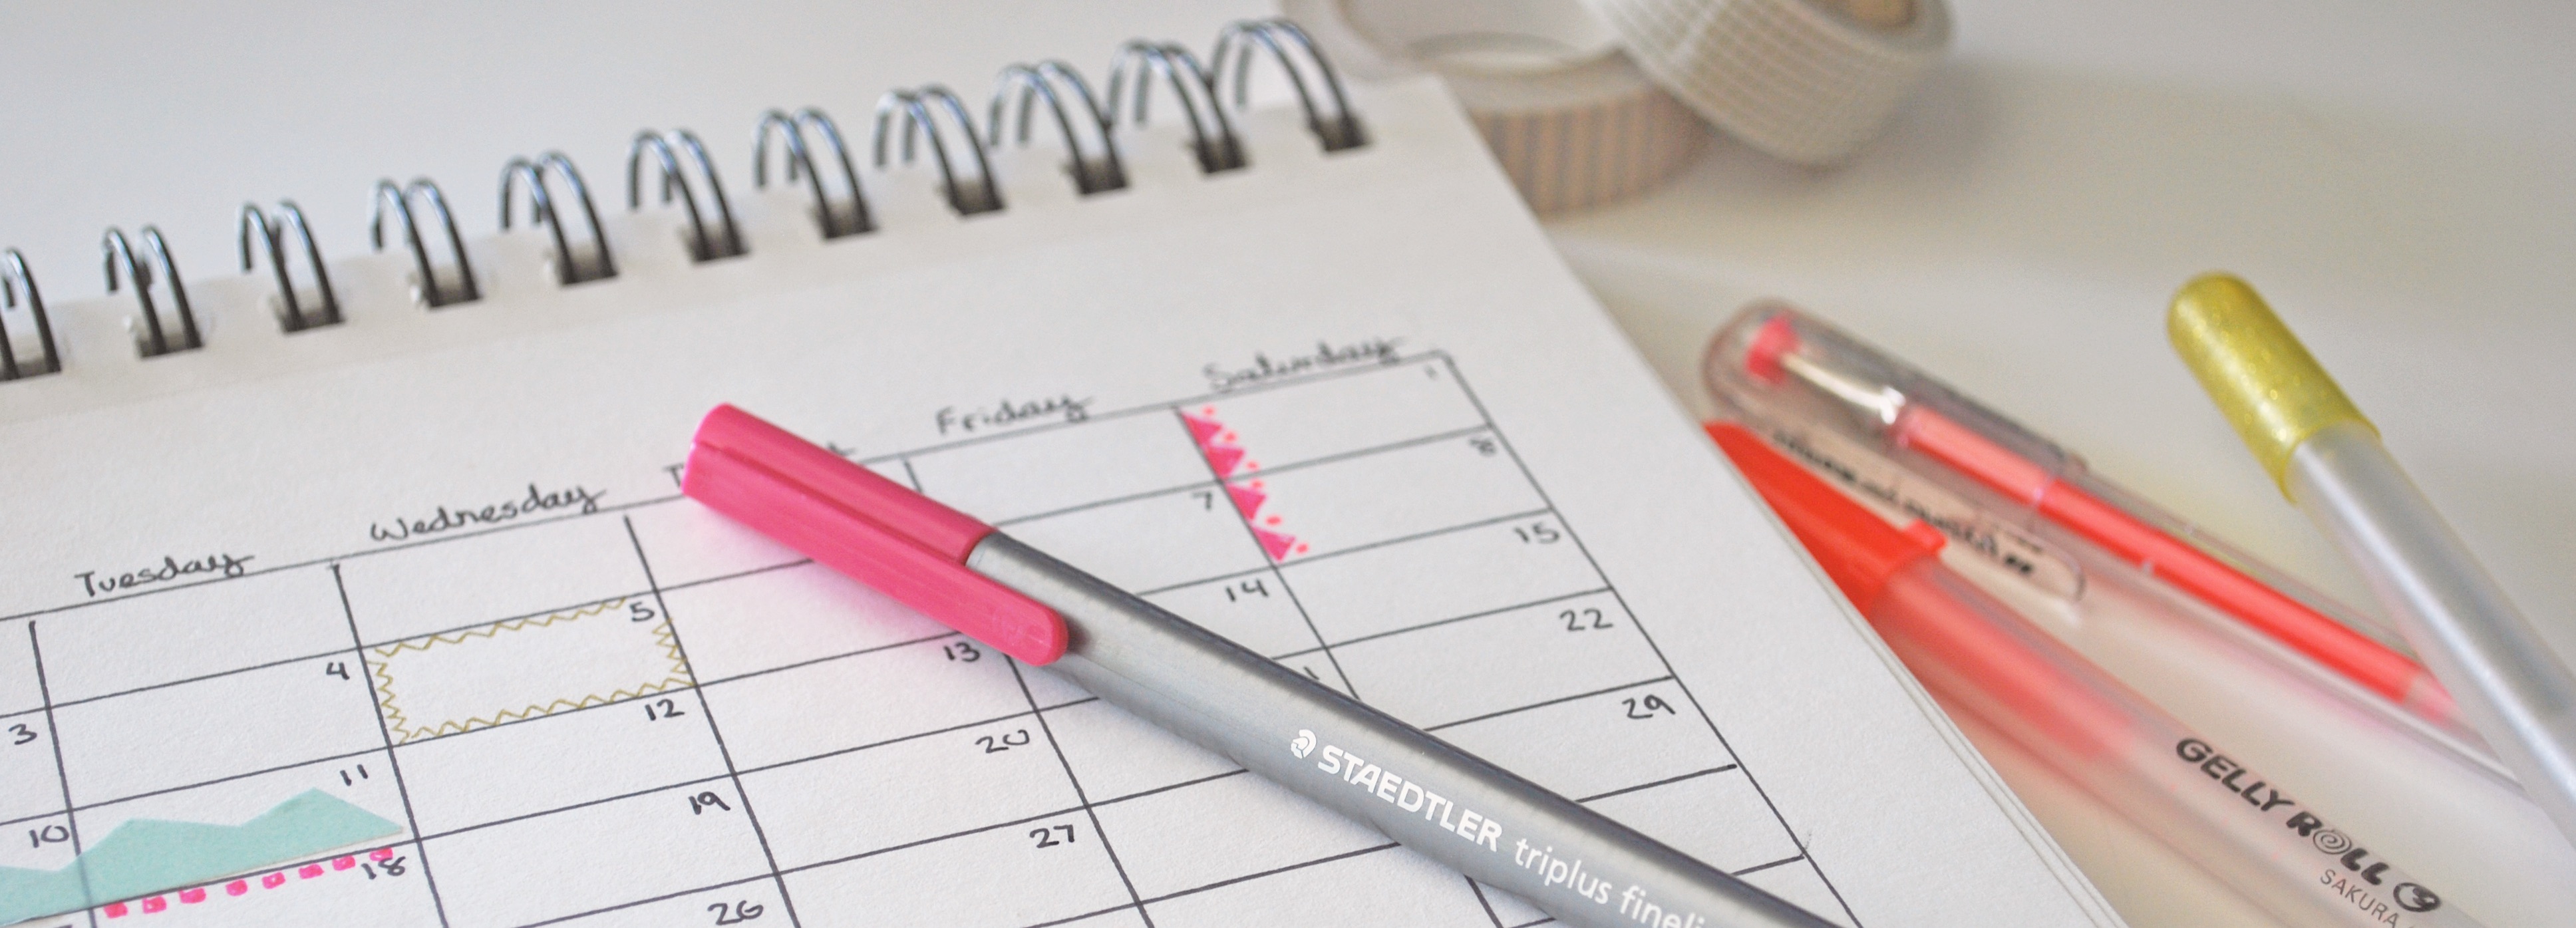 Tuesday Wednesday Friday Saturday
1
3 4 5 7 8
10 11 12 13 14 15
18 19 20 22
26 27 29
STAEDTLER triplus fineli
GELLY ROLL
SAKURA